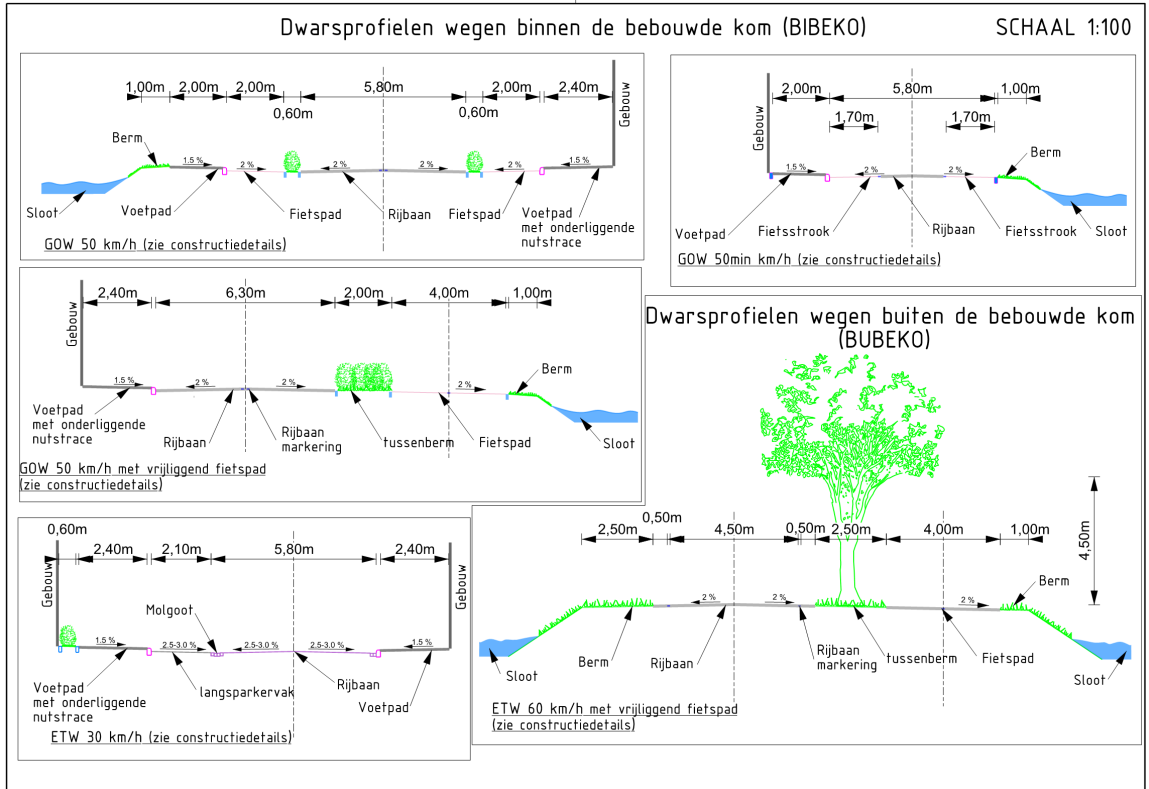 Dwarsprofielen wegen binnen de bebouwde kom (BIBEKO) SCHAAL 1:100
1,00m 2,00m 2,00m 5,80m 2,00m 2,40m
0,60m 0,60m
Gebouw
Berm
1.5 % 2 % 2 % 2 % 2 % 1.5 %
Sloot Voetpad Fietspad Rijbaan Fietspad Voetpad
met onderliggende
nutstrace
GOW 50 km/h (zie constructiedetails)
Gebouw
2,00m 5,80m 1,00m
1,70m 1,70m
Berm
1.5 % 2 % 2 %
Voetpad Fietsstrook Rijbaan Fietsstrook Sloot
GOW 50min km/h (zie constructiedetails)
Gebouw
2,40m 6,30m 2,00m 4,00m 1,00m
Berm
1.5 % 2 % 2 % 2 %
Voetpad
met onderliggende
nutstrace
Rijbaan
Rijbaan
markering
tussenberm
Fietspad
Sloot
GOW 50 km/h met vrijliggend fietspad
(zie constructiedetails)
0,60m
2,40m 2,10m 5,80m 2,40m
Gebouw
Gebouw
Molgoot
1.5 % 2.5-3.0 % 2.5-3.0 % 2.5-3.0 % 1.5 %
Voetpad
met onderliggende
nutstrace
langsparkervak
Rijbaan
Voetpad
ETW 30 km/h (zie constructiedetails)
Dwarsprofielen wegen buiten de bebouwde kom
(BUBEKO)
2,50m 0,50m 4,50m 0,50m 2,50m 4,00m 1,00m
4,50m
Berm
2 % 2 % 2 %
Sloot
Berm
Rijbaan
Rijbaan
markering
tussenberm
Fietspad
Sloot
ETW 60 km/h met vrijliggend fietspad
(zie constructiedetails)